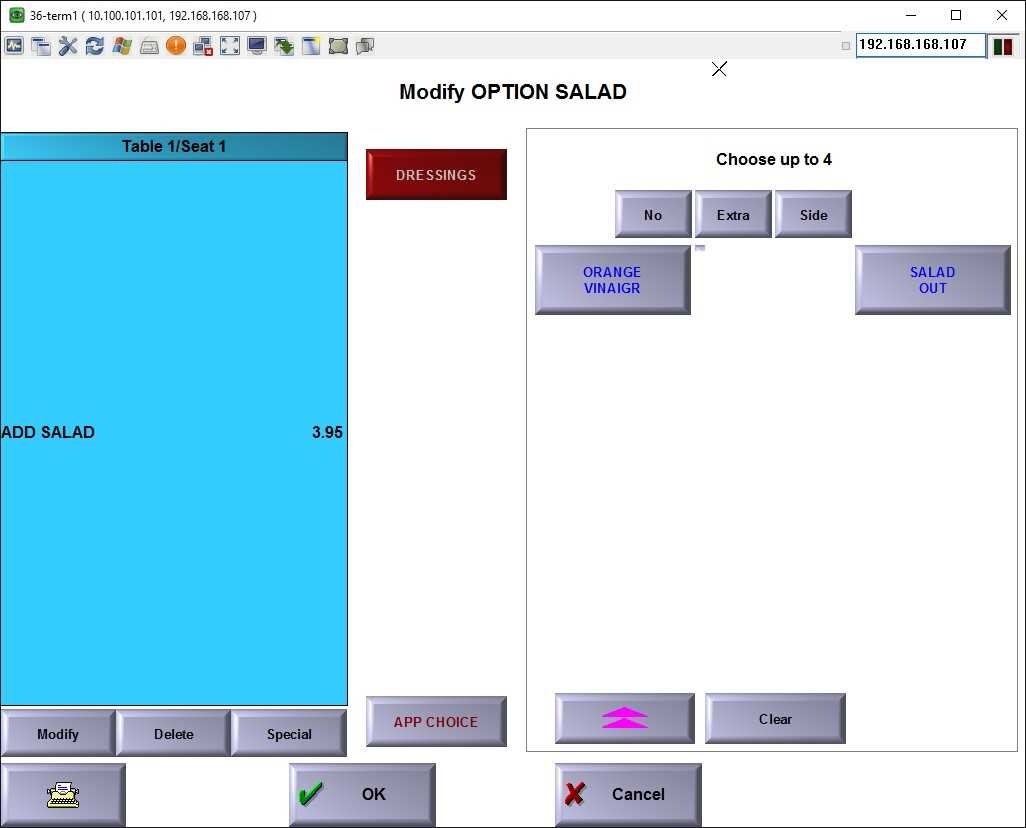 36-term1 ( 10.100.101.101, 192.168.168.107 )
192.168.168.107
Modify OPTION SALAD
Table 1/Seat 1
DRESSINGS
Choose up to 4
No
Extra
Side
ORANGE
VINAIGR
SALAD
OUT
ADD SALAD 3.95
APP CHOICE
Clear
Modify
Delete
Special
OK
Cancel